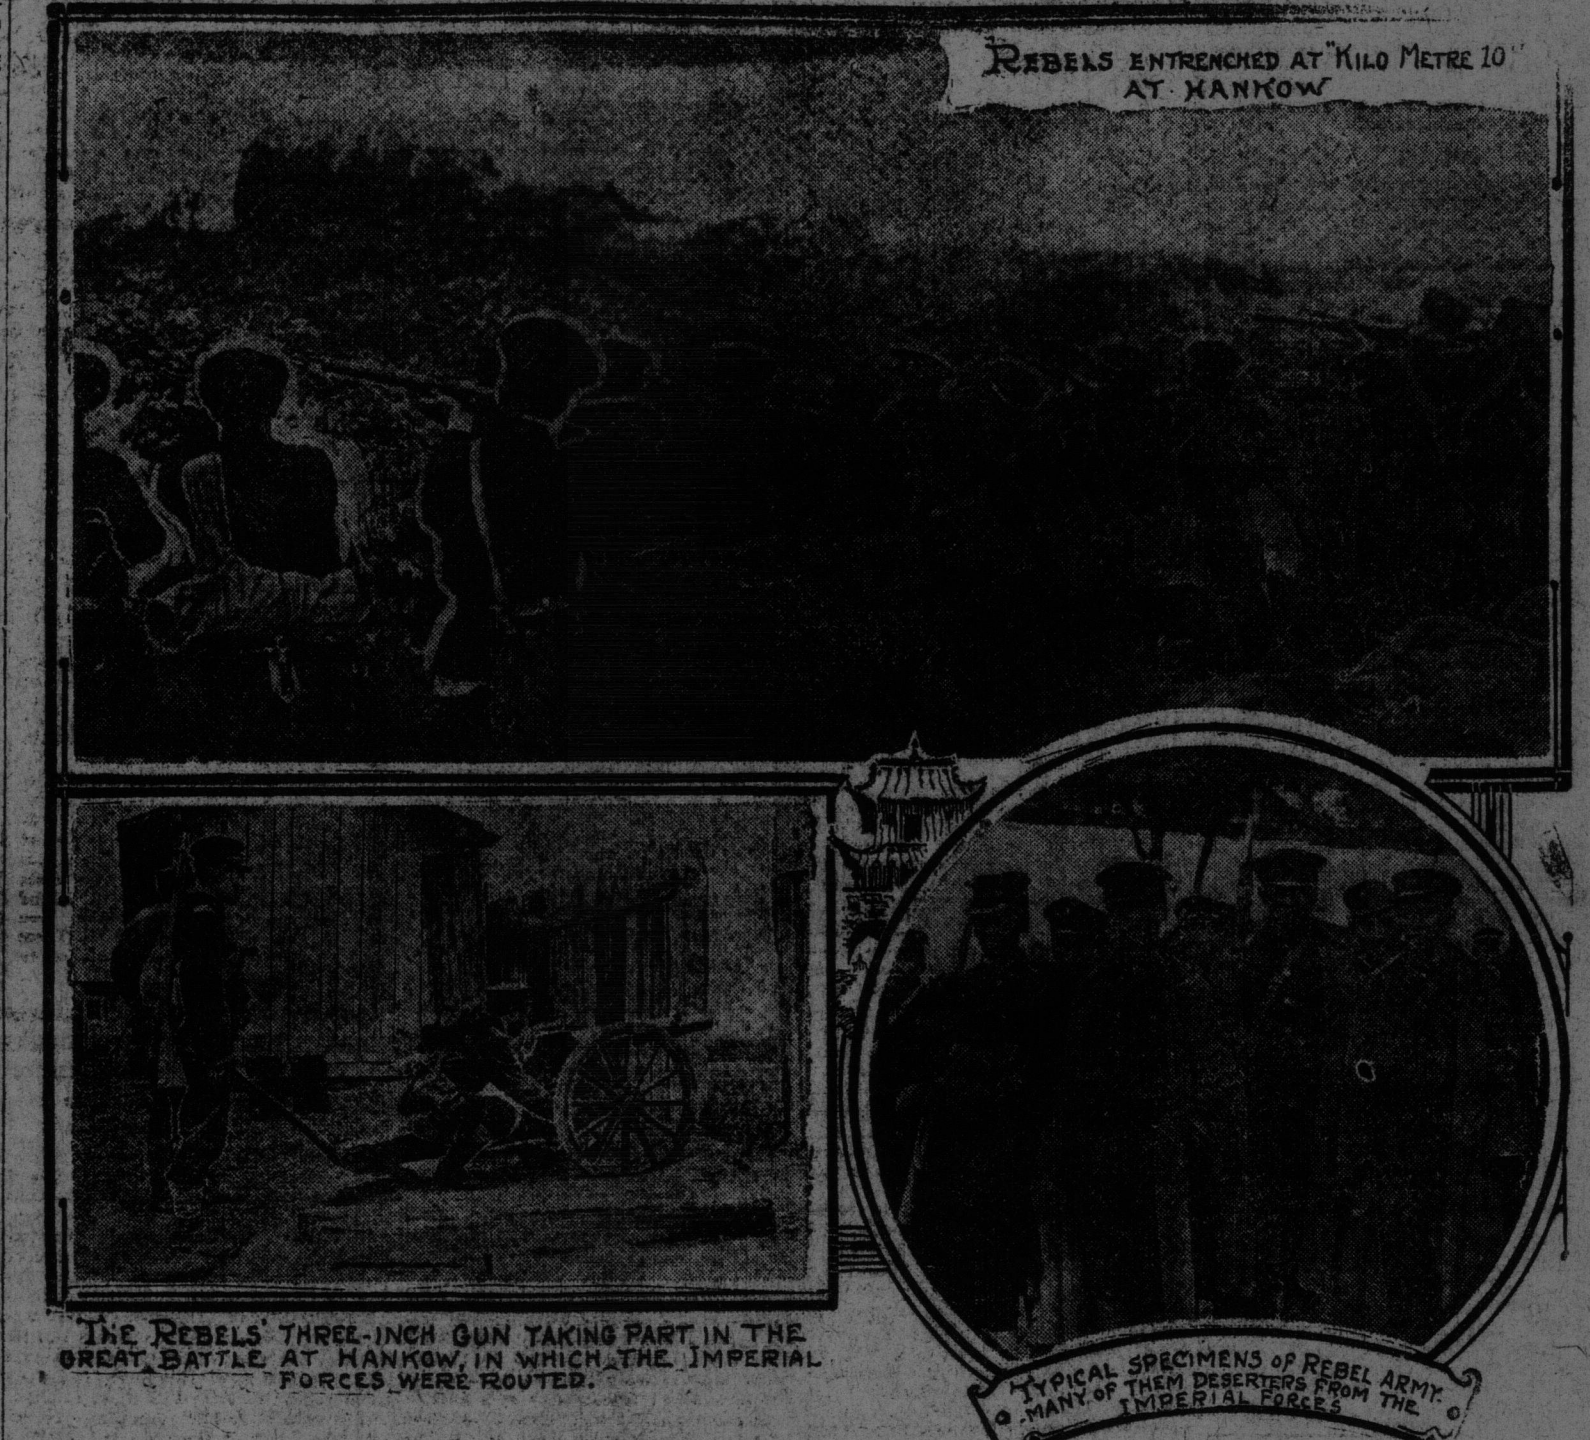 REBELS ENTRENCHED AT "KILO METRE 10"
AT HANKOW
THE REBELS' THREE-INCH GUN TAKING PART IN THE
GREAT BATTLE AT HANKOW, IN WHICH THE IMPERIAL
FORCES WERE ROUTED.
TYPICAL SPECIMENS OF REBEL ARMY.
MANY OF THEM DESERTERS FROM THE
IMPERIAL FORCES